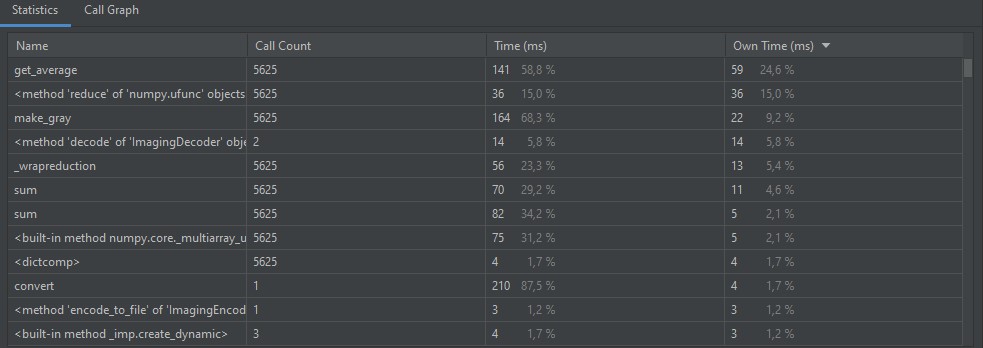 Statistics Call Graph
Name Call Count Time (ms) Own Time (ms)
get_average 5625 141 58,8 % 59 24,6 %
<method 'reduce' of 'numpy.ufunc' objects 5625 36 15,0 % 36 15,0 %
make_gray 5625 164 68,3 % 22 9,2 %
<method 'decode' of 'ImagingDecoder' obje 2 14 5,8 % 14 5,8 %
_wrapreduction 5625 56 23,3 % 13 5,4 %
sum 5625 70 29,2 % 11 4,6 %
sum 5625 82 34,2 % 5 2,1 %
<built-in method numpy.core._multiarray_u 5625 75 31,2 % 5 2,1 %
<dictcomp> 5625 4 1,7 % 4 1,7 %
convert 1 210 87,5 % 4 1,7 %
<method 'encode_to_file' of 'ImagingEncod 1 3 1,2 % 3 1,2 %
<built-in method _imp.create_dynamic> 3 4 1,7 % 3 1,2 %